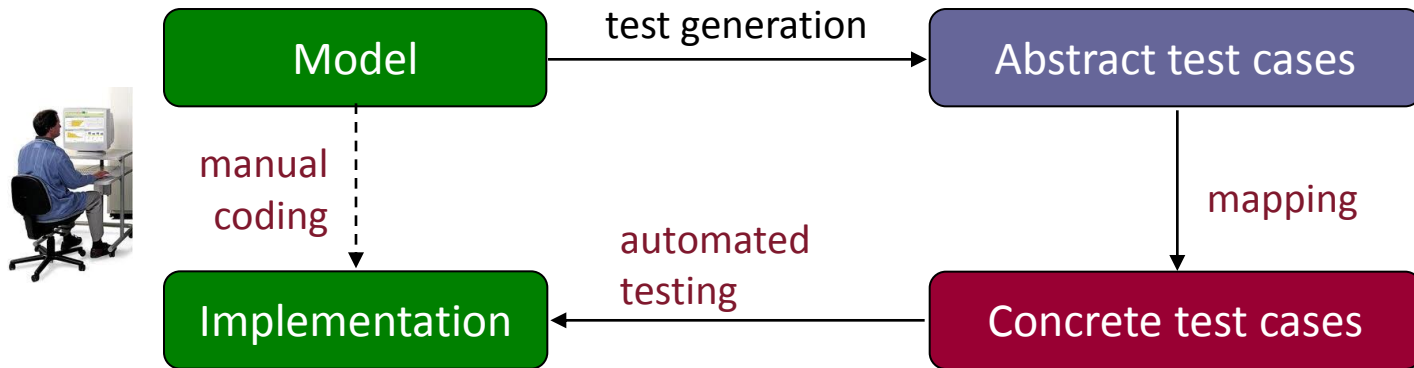 test generation
Model
Abstract test cases
manual
coding
mapping
automated
testing
Implementation
Concrete test cases